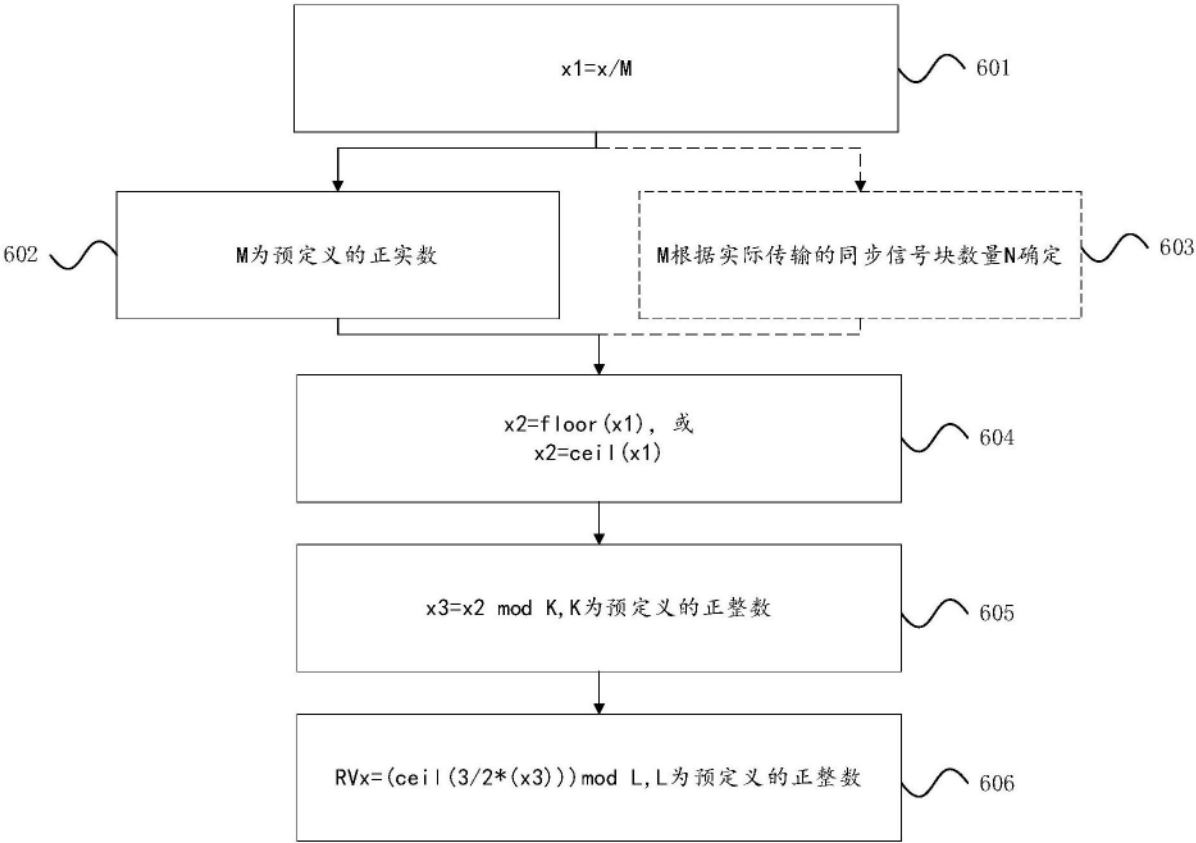 x1=x/M
601
602
M为预定义的正实数
M根据实际传输的同步信号块数量N确定
603
x2=floor(x1), 或
x2=ceil(x1)
604
x3=x2 mod K,K为预定义的正整数
605
RVx=(ceil(3/2*(x3)))mod L,L为预定义的正整数
606